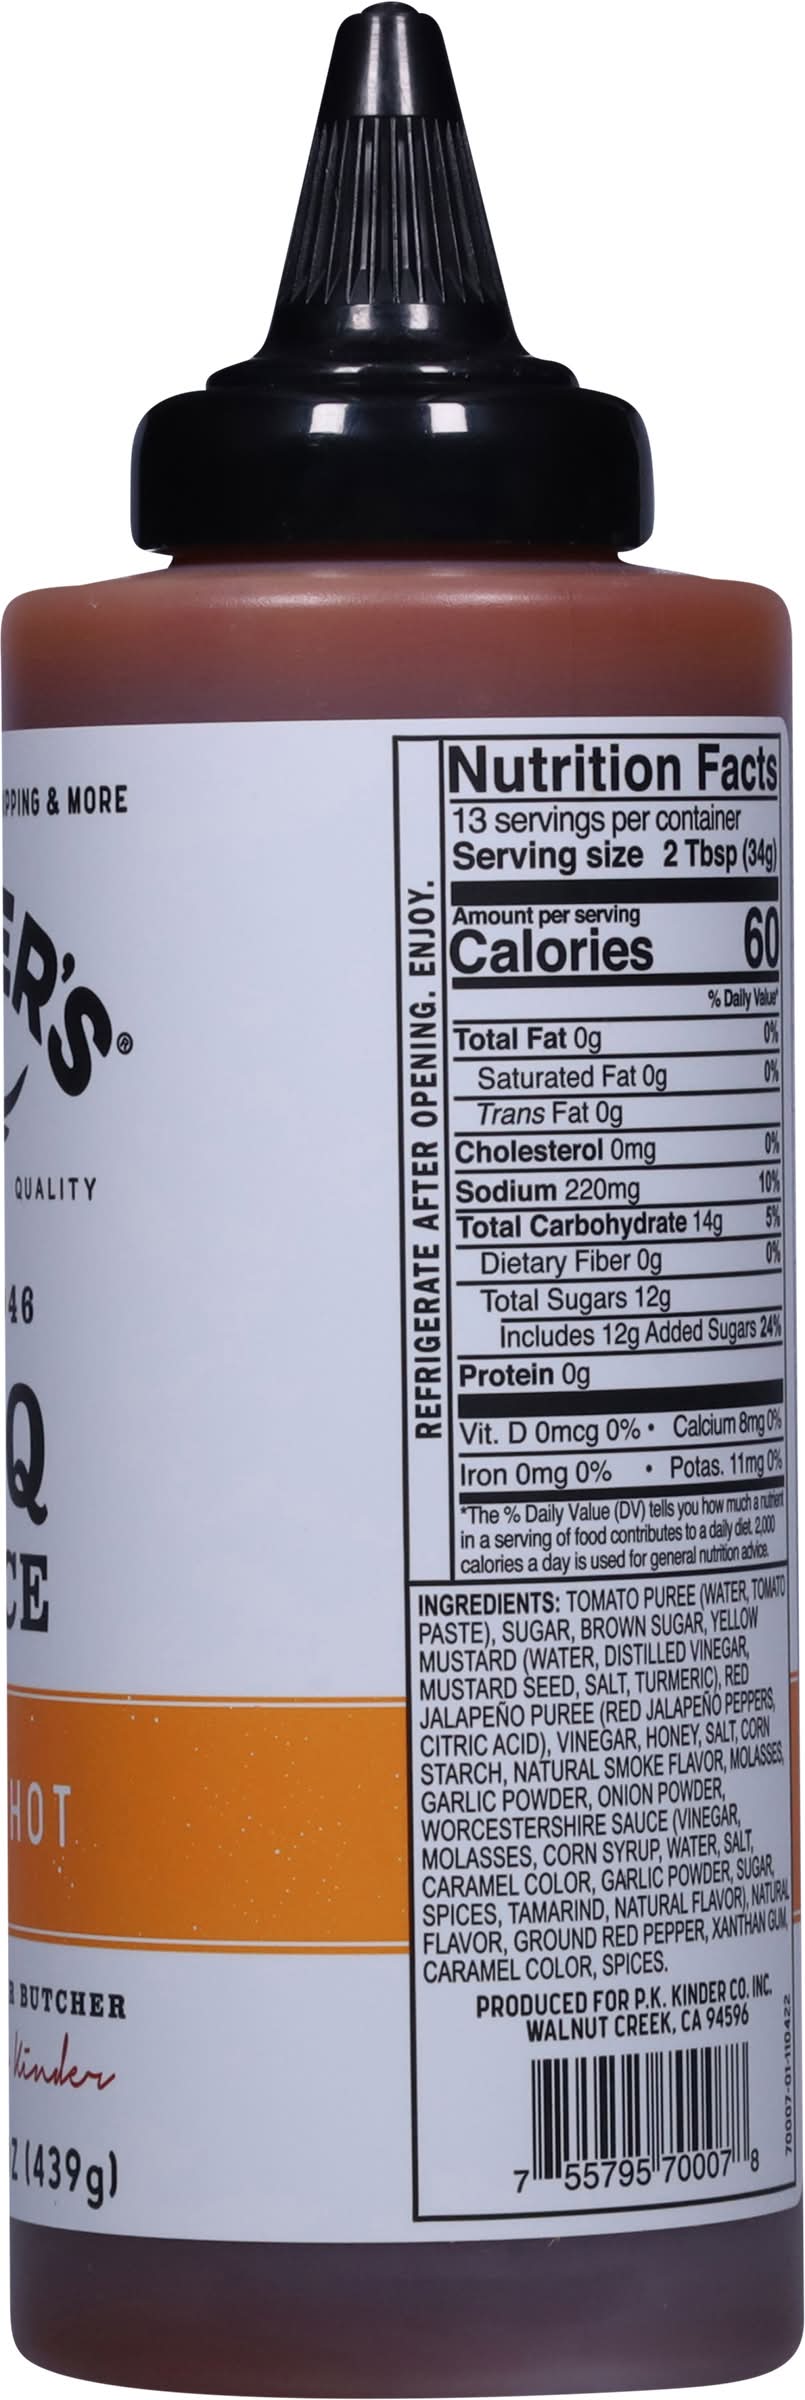 & MORE
ER'S®
QUALITY
46
Q
CE
HOT
BUTCHER
Kinder
(439g)
REFRIGERATE AFTER OPENING. ENJOY.
Nutrition Facts
13 servings per container
Serving size 2 Tbsp (34g)
Amount per serving
Calories 60
% Daily Value*
Total Fat 0g 0%
Saturated Fat 0g 0%
Trans Fat 0g
Cholesterol 0mg 0%
Sodium 220mg 10%
Total Carbohydrate 14g 5%
Dietary Fiber 0g 0%
Total Sugars 12g
Includes 12g Added Sugars 24%
Protein 0g
Vit. D 0mcg 0% • Calcium 8mg 0%
Iron 0mg 0% • Potas. 11mg 0%
*The % Daily Value (DV) tells you how much a nutrient
in a serving of food contributes to a daily diet. 2,000
calories a day is used for general nutrition advice.
INGREDIENTS: TOMATO PUREE (WATER, TOMATO
PASTE), SUGAR, BROWN SUGAR, YELLOW
MUSTARD (WATER, DISTILLED VINEGAR,
MUSTARD SEED, SALT, TURMERIC), RED
JALAPEÑO PUREE (RED JALAPEÑO PEPPERS,
CITRIC ACID), VINEGAR, HONEY, SALT, CORN
STARCH, NATURAL SMOKE FLAVOR, MOLASSES,
GARLIC POWDER, ONION POWDER,
WORCESTERSHIRE SAUCE (VINEGAR,
MOLASSES, CORN SYRUP, WATER, SALT,
CARAMEL COLOR, GARLIC POWDER, SUGAR,
SPICES, TAMARIND, NATURAL FLAVOR), NATURAL
FLAVOR, GROUND RED PEPPER, XANTHAN GUM,
CARAMEL COLOR, SPICES.
PRODUCED FOR P.K. KINDER CO. INC.
WALNUT CREEK, CA 94596
70007-01-110422
7 55795 70007 8